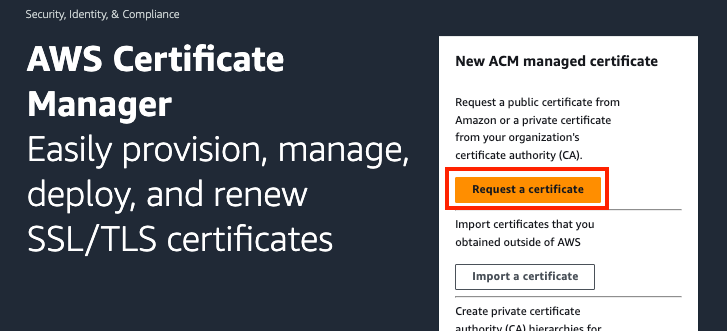 Security, Identity, & Compliance
AWS Certificate
Manager
Easily provision, manage,
deploy, and renew
SSL/TLS certificates
New ACM managed certificate
Request a public certificate from
Amazon or a private certificate
from your organization's
certificate authority (CA).
Request a certificate
Import certificates that you
obtained outside of AWS
Import a certificate
Create private certificate
authority (CA) hierarchies for